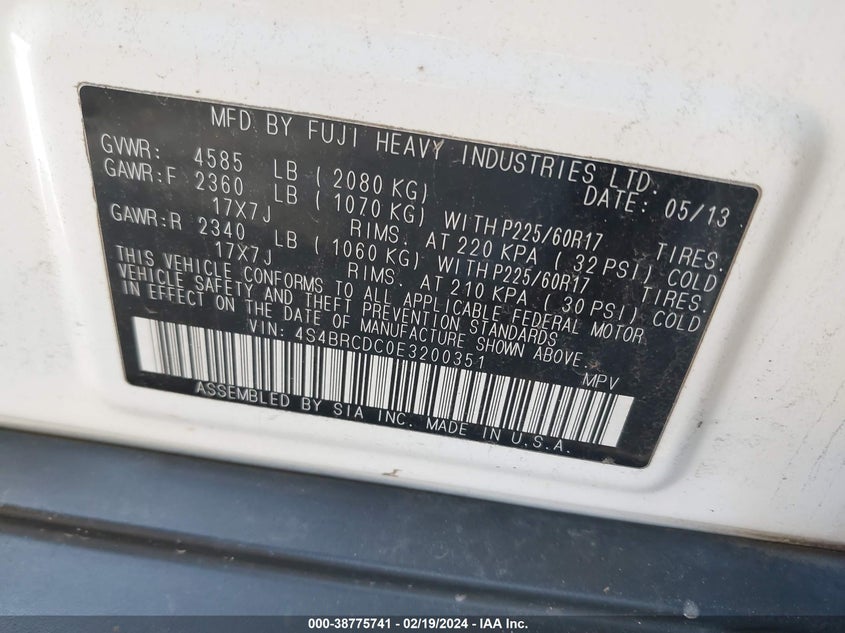 MFD. BY FUJI HEAVY INDUSTRIES LTD.
GVWR: 4585 LB ( 2080 KG) DATE: 05/13
GAWR:F 2360 LB ( 1070 KG) WITH P225/60R17 TIRES.
17X7J RIMS. AT 220 KPA ( 32 PSI) COLD
GAWR:R 2340 LB ( 1060 KG) WITH P225/60R17 TIRES.
17X7J RIMS. AT 210 KPA ( 30 PSI) COLD
THIS VEHICLE CONFORMS TO ALL APPLICABLE FEDERAL MOTOR
VEHICLE SAFETY AND THEFT PREVENTION STANDARDS
IN EFFECT ON THE DATE OF MANUFACTURE SHOWN ABOVE.
VIN: 4S4BRCDC0E3200351 MPV
ASSEMBLED BY SIA INC. MADE IN U.S.A.
000-38775741 - 02/19/2024 - IAA, Inc.